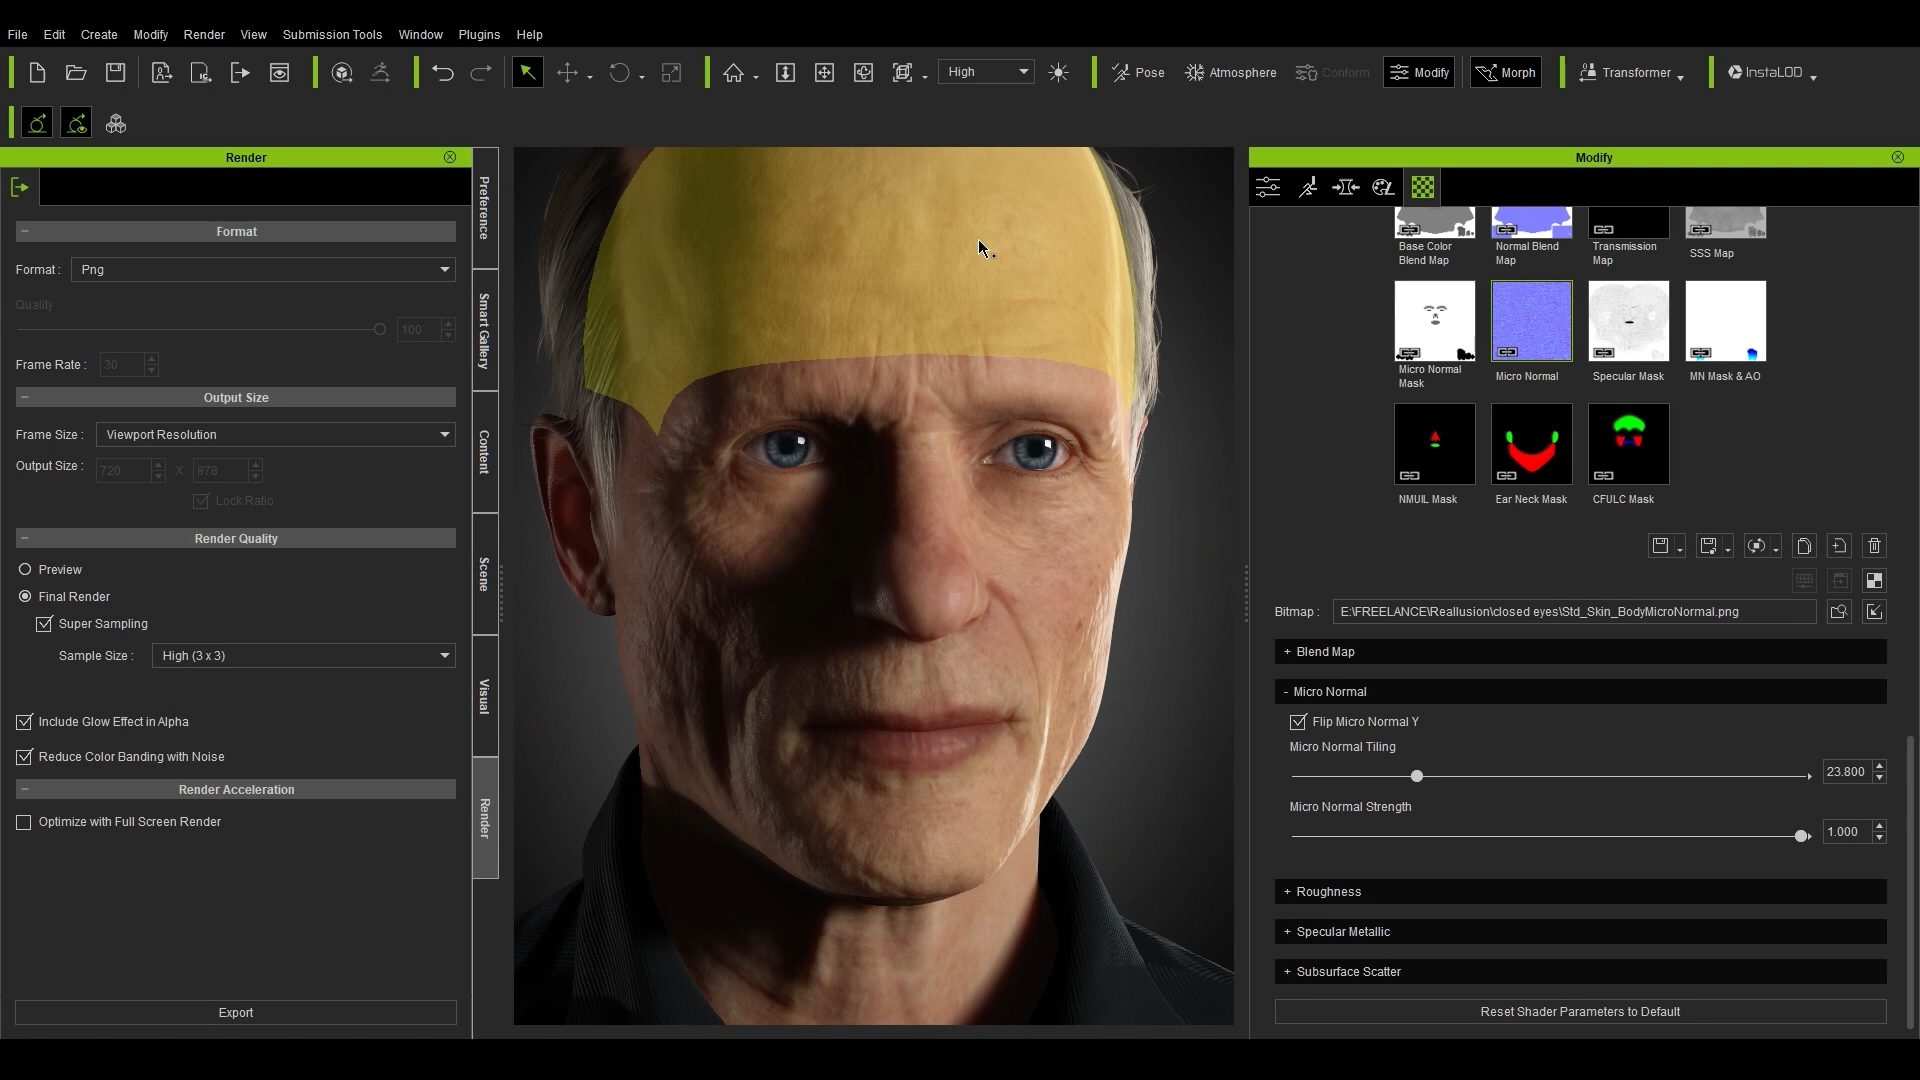 File Edit Create Modify Render View Submission Tools Window Plugins Help
High Pose Atmosphere Conform Modify Morph Transformer InstaLOD
Render
Format
Format : Png
Quality
100
Frame Rate : 30
Output Size
Frame Size : Viewport Resolution
Output Size : 720 X 878
Lock Ratio
Render Quality
Preview
Final Render
Super Sampling
Sample Size : High (3 x 3)
Include Glow Effect in Alpha
Reduce Color Banding with Noise
Render Acceleration
Optimize with Full Screen Render
Export
Preference
Smart Gallery
Content
Scene
Visual
Render
Modify
Base Color Blend Map
Normal Blend Map
Transmission Map
SSS Map
Micro Normal Mask
Micro Normal
Specular Mask
MN Mask & AO
NMUIL Mask
Ear Neck Mask
CFULC Mask
Bitmap : E:\FREELANCE\Reallusion\closed eyes\Std_Skin_BodyMicroNormal.png
+ Blend Map
- Micro Normal
Flip Micro Normal Y
Micro Normal Tiling
23.800
Micro Normal Strength
1.000
+ Roughness
+ Specular Metallic
+ Subsurface Scatter
Reset Shader Parameters to Default